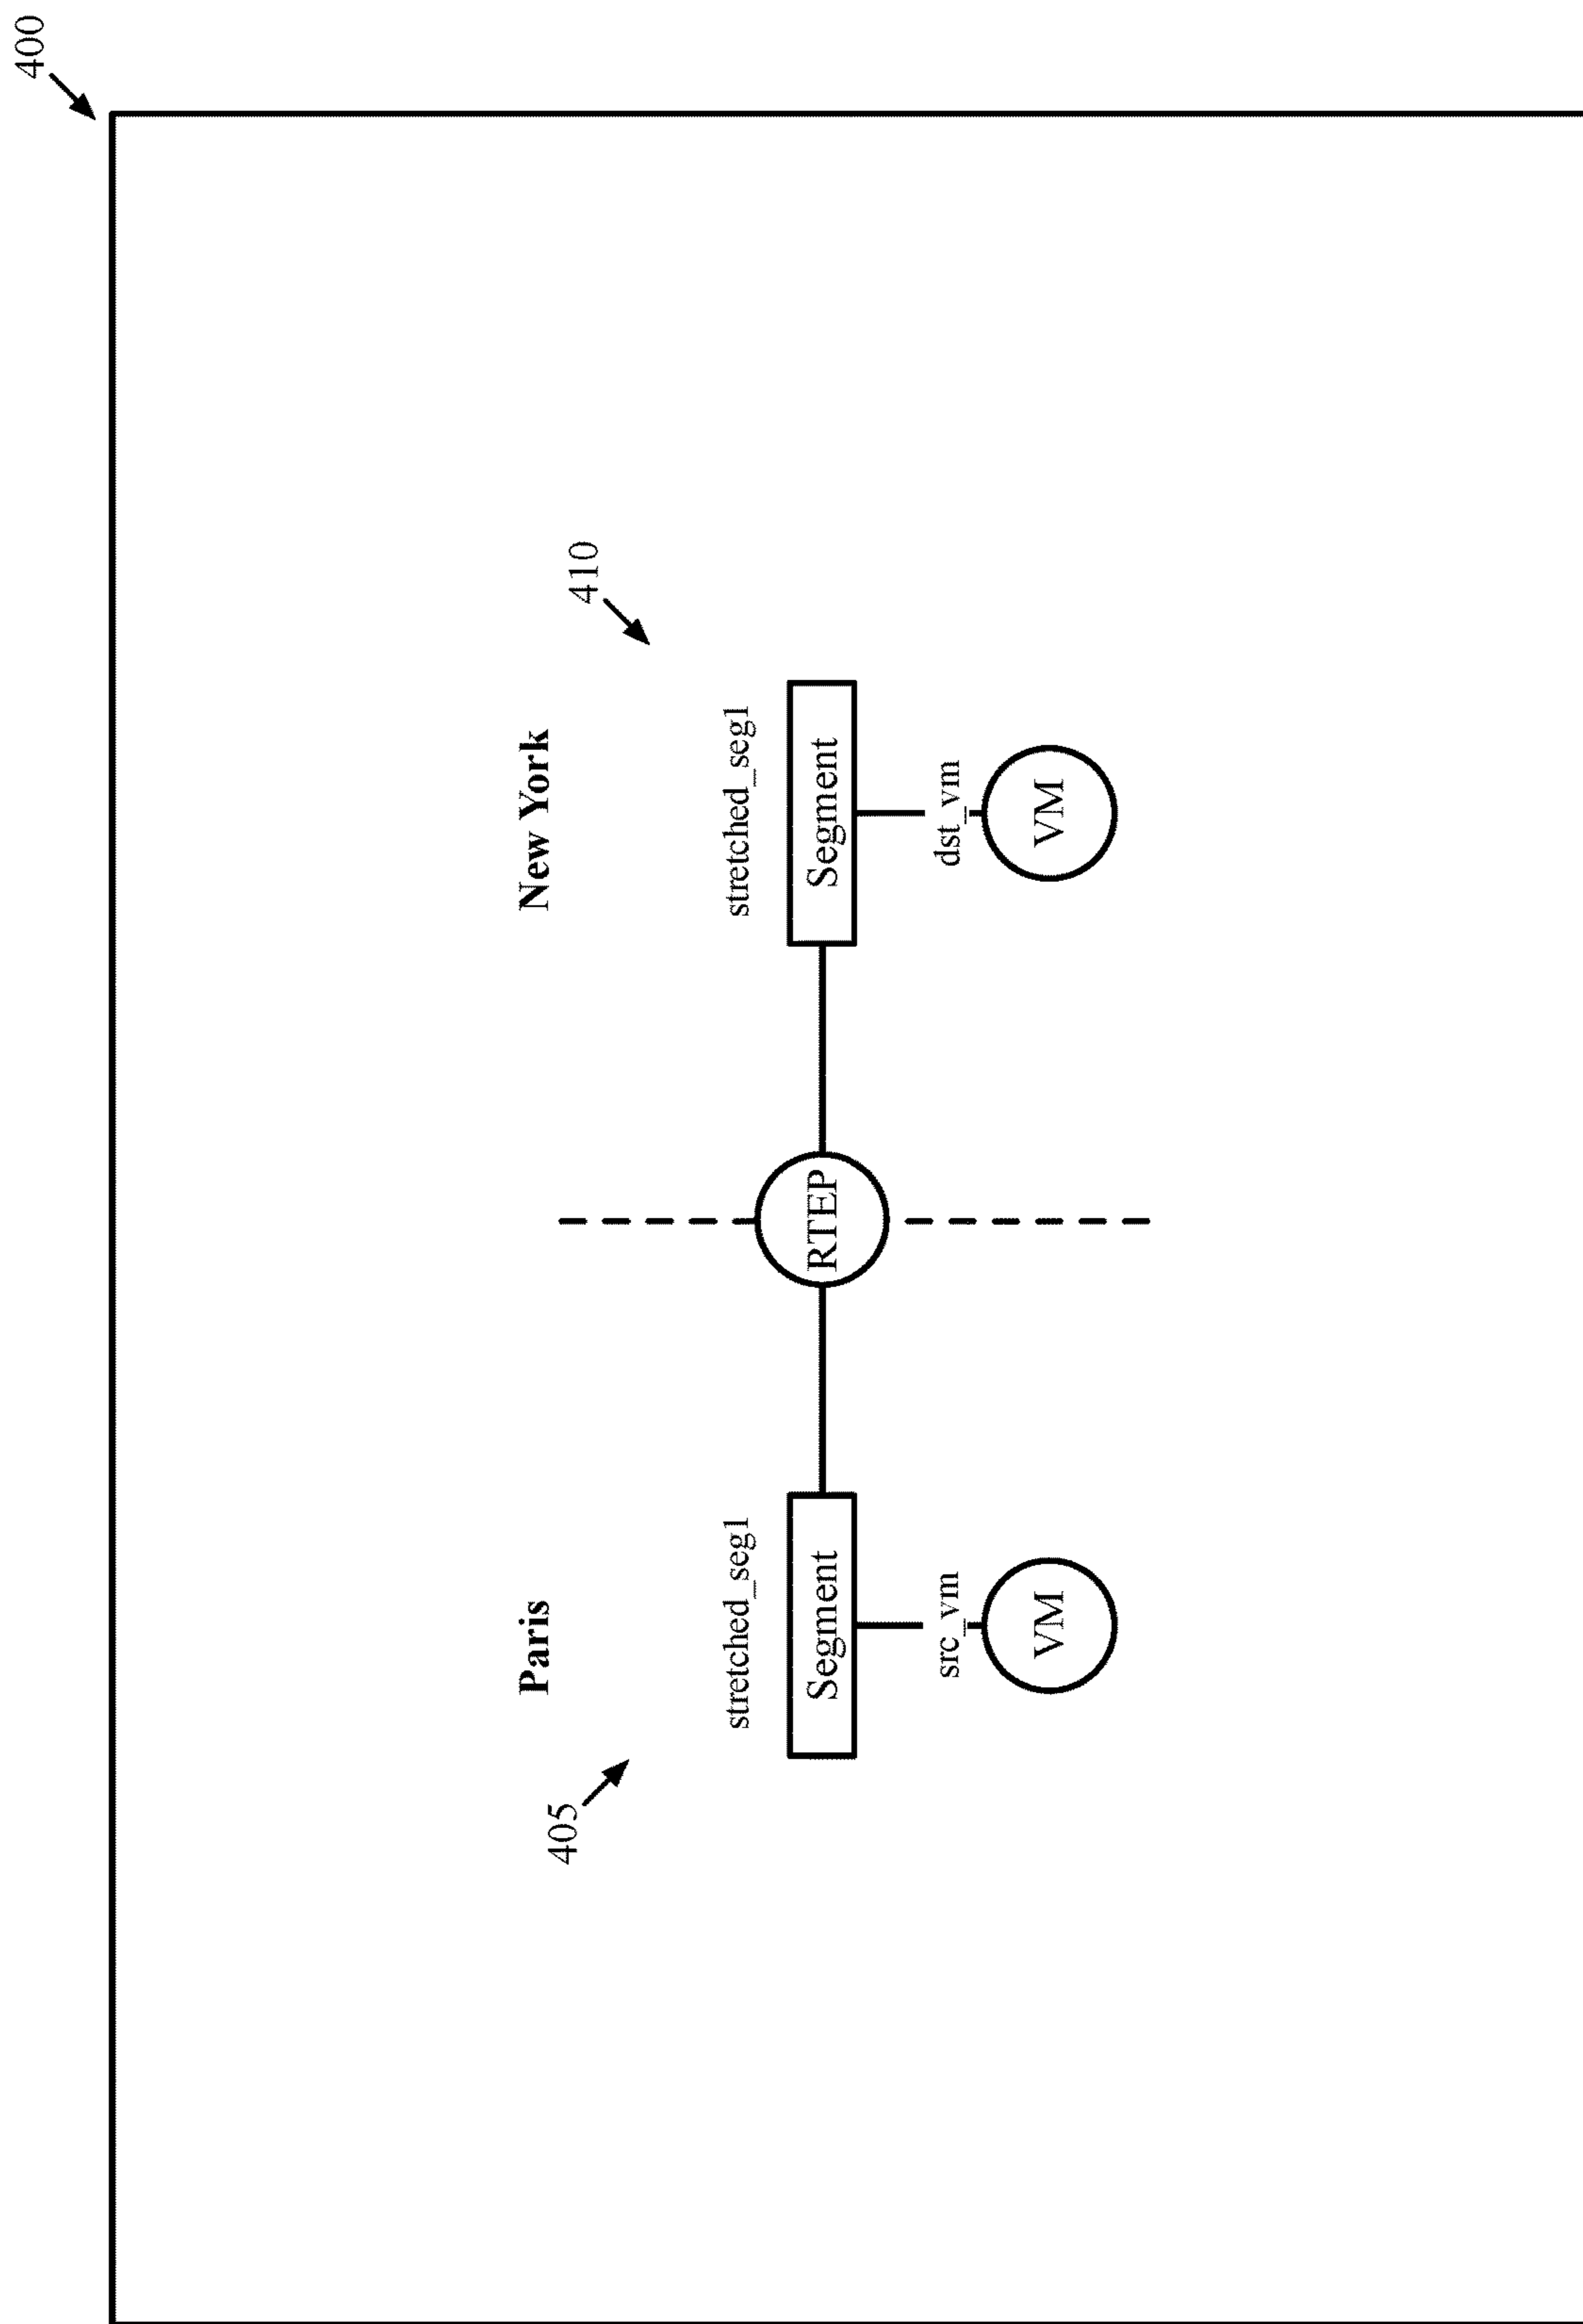 400
Paris
New York
405
410
stretched_seg1
stretched_seg1
Segment
RTEP
Segment
src_vm
dst_vm
VM
VM